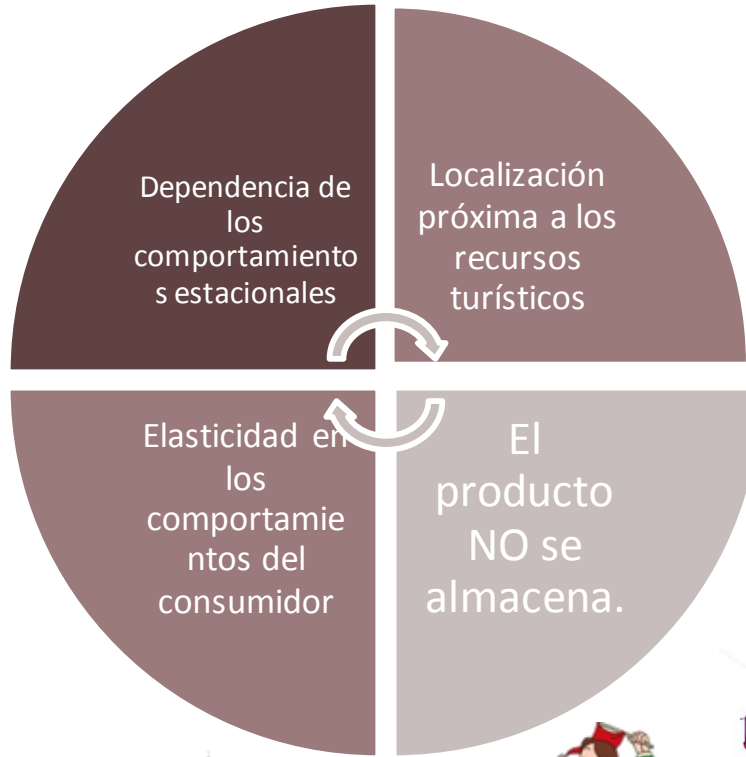 Dependencia de
los
comportamiento
s estacionales
Localización
próxima a los
recursos
turísticos
Elasticidad en
los
comportamie
ntos del
consumidor
El
producto
NO se
almacena.